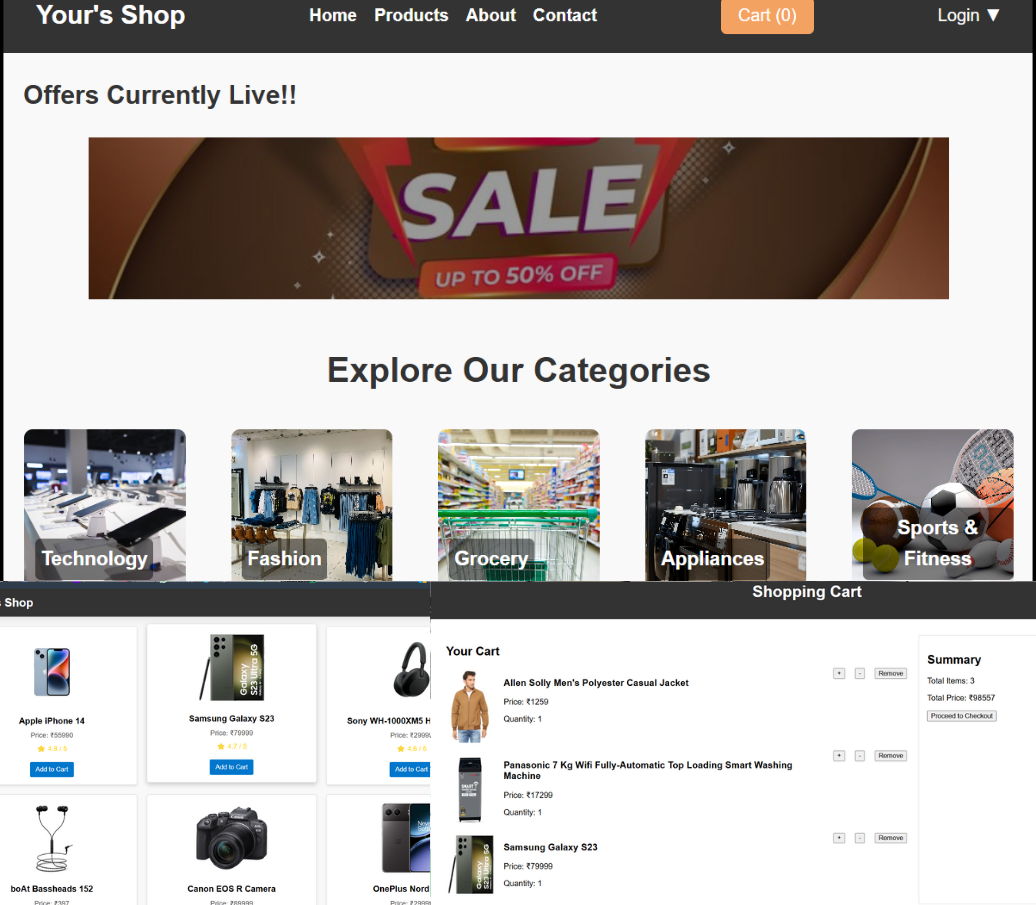 Your's Shop
Home Products About Contact
Cart (0)
Login ▼
Offers Currently Live!!
SALE
UP TO 50% OFF
Explore Our Categories
Technology
Fashion
Grocery
Appliances
Sports &
Fitness
s Shop
Apple iPhone 14
Price: ₹55990
4.8 / 5
Add to Cart
Galaxy
S23 Ultra 5G
Samsung Galaxy S23
Price: ₹79999
4.7 / 5
Add to Cart
Sony WH-1000XM5 H
Price: ₹2999
4.6 / 5
Add to Cart
boAt Bassheads 152
Price: ₹397
Canon EOS R Camera
Price: ₹89999
OnePlus Nord
Price: ₹2999
Shopping Cart
Your Cart
Allen Solly Men's Polyester Casual Jacket
Price: ₹1259
Quantity: 1
+ - Remove
Panasonic 7 Kg Wifi Fully-Automatic Top Loading Smart Washing
Machine
Price: ₹17299
Quantity: 1
+ - Remove
Galaxy
S23 Ultra 5G
Samsung Galaxy S23
Price: ₹79999
Quantity: 1
+ - Remove
Summary
Total Items: 3
Total Price: ₹98557
Proceed to Checkout